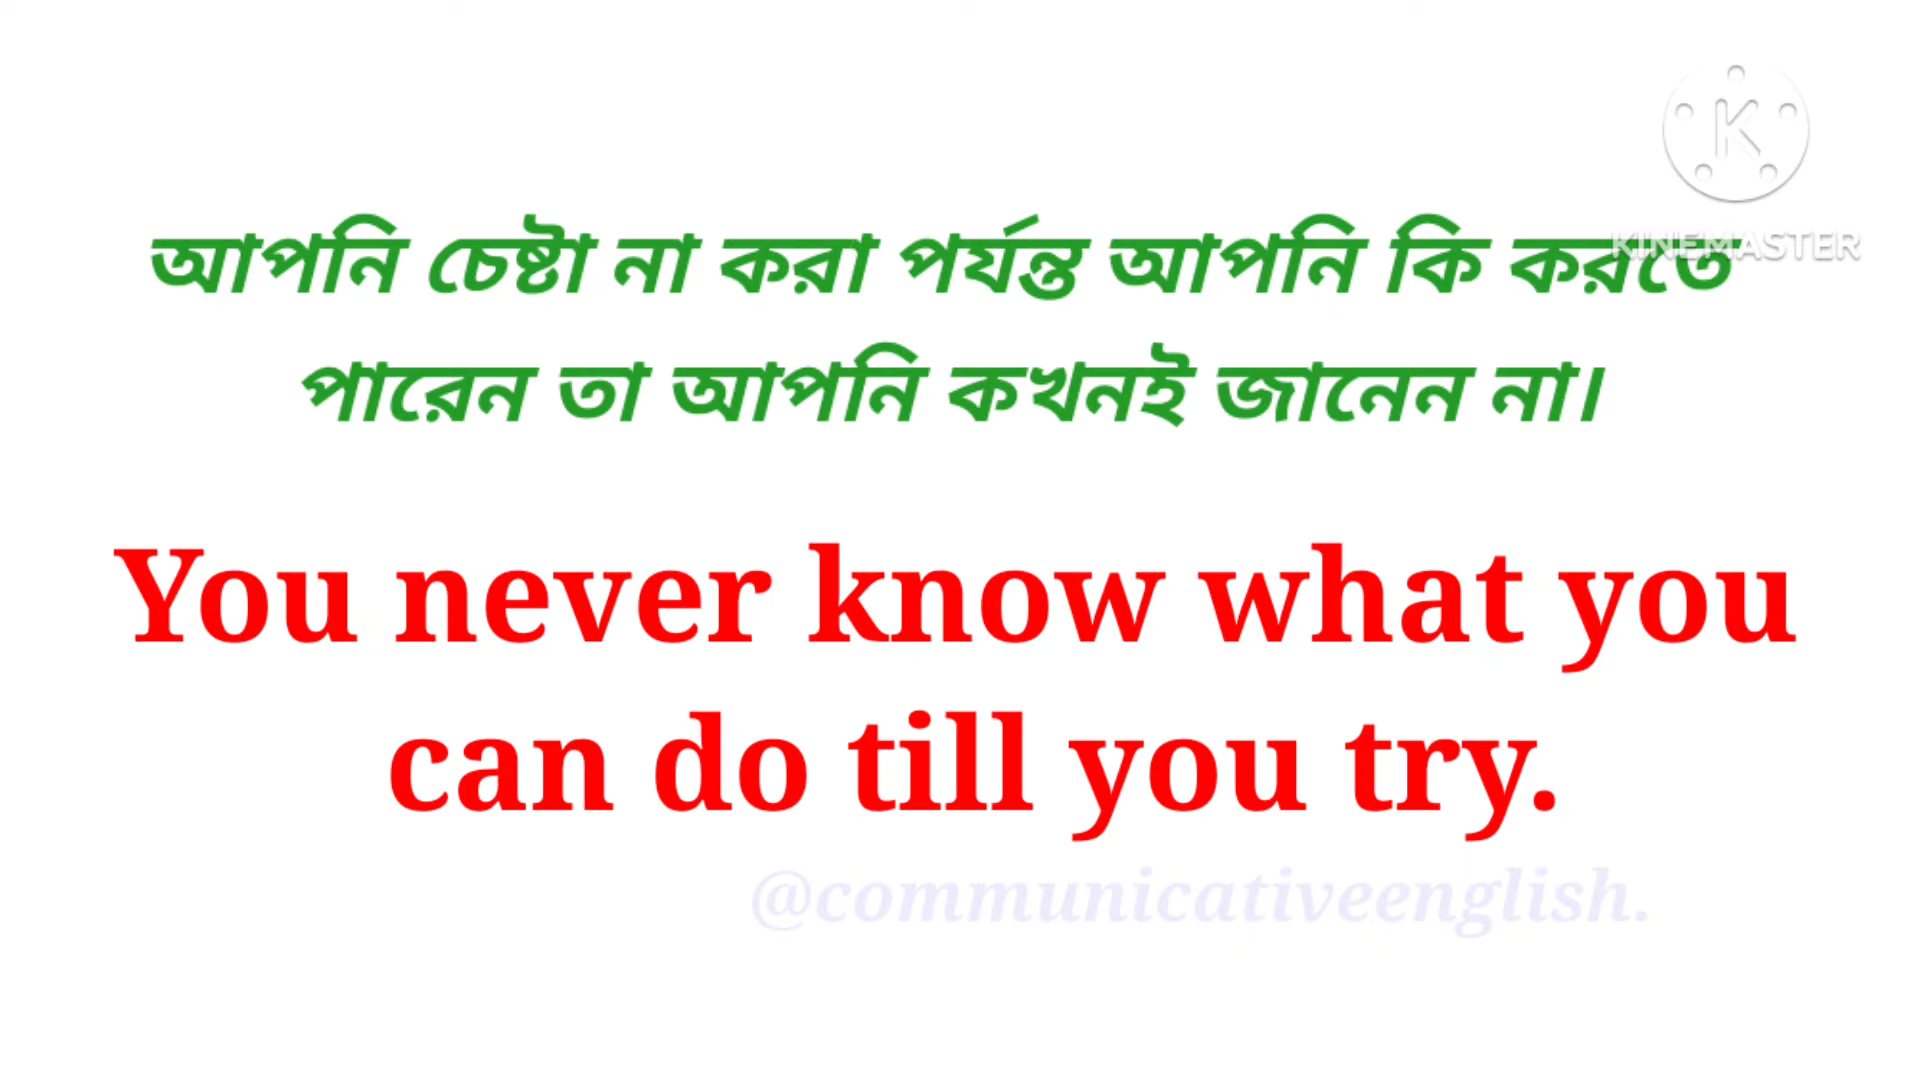 KINEMASTER
আপনি চেষ্টা না করা পর্যন্ত আপনি কি করতে
পারেন তা আপনি কখনই জানেন না।
You never know what you
can do till you try.
@communicativeenglish.